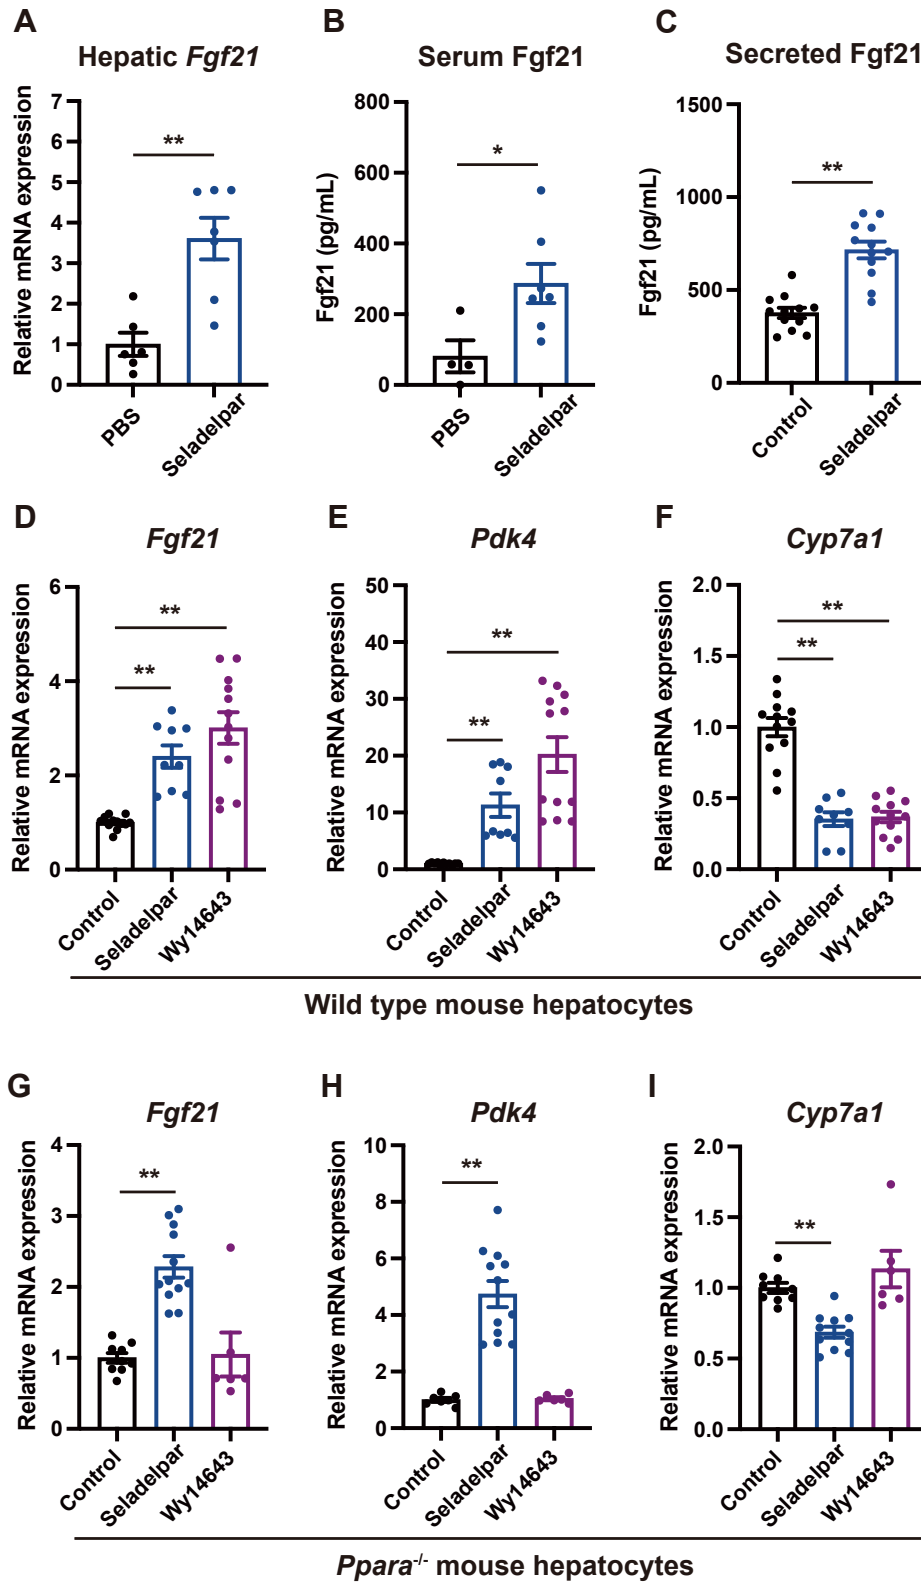 A
Hepatic Fgf21
Relative mRNA expression
7
6
5
4
3
2
1
0
**
PBS
Seladelpar
B
Serum Fgf21
Fgf21 (pg/mL)
800
600
400
200
0
*
PBS
Seladelpar
C
Secreted Fgf21
Fgf21 (pg/mL)
1500
1000
500
0
**
Control
Seladelpar
D
Fgf21
Relative mRNA expression
6
4
2
0
**
**
Control
Seladelpar
Wy14643
E
Pdk4
Relative mRNA expression
50
40
30
20
10
0
**
**
Control
Seladelpar
Wy14643
F
Cyp7a1
Relative mRNA expression
2.0
1.5
1.0
0.5
0.0
**
**
Control
Seladelpar
Wy14643
Wild type mouse hepatocytes
G
Fgf21
Relative mRNA expression
4
3
2
1
0
**
Control
Seladelpar
Wy14643
H
Pdk4
Relative mRNA expression
10
8
6
4
2
0
**
Control
Seladelpar
Wy14643
I
Cyp7a1
Relative mRNA expression
2.0
1.5
1.0
0.5
0.0
**
Control
Seladelpar
Wy14643
Ppara-/- mouse hepatocytes